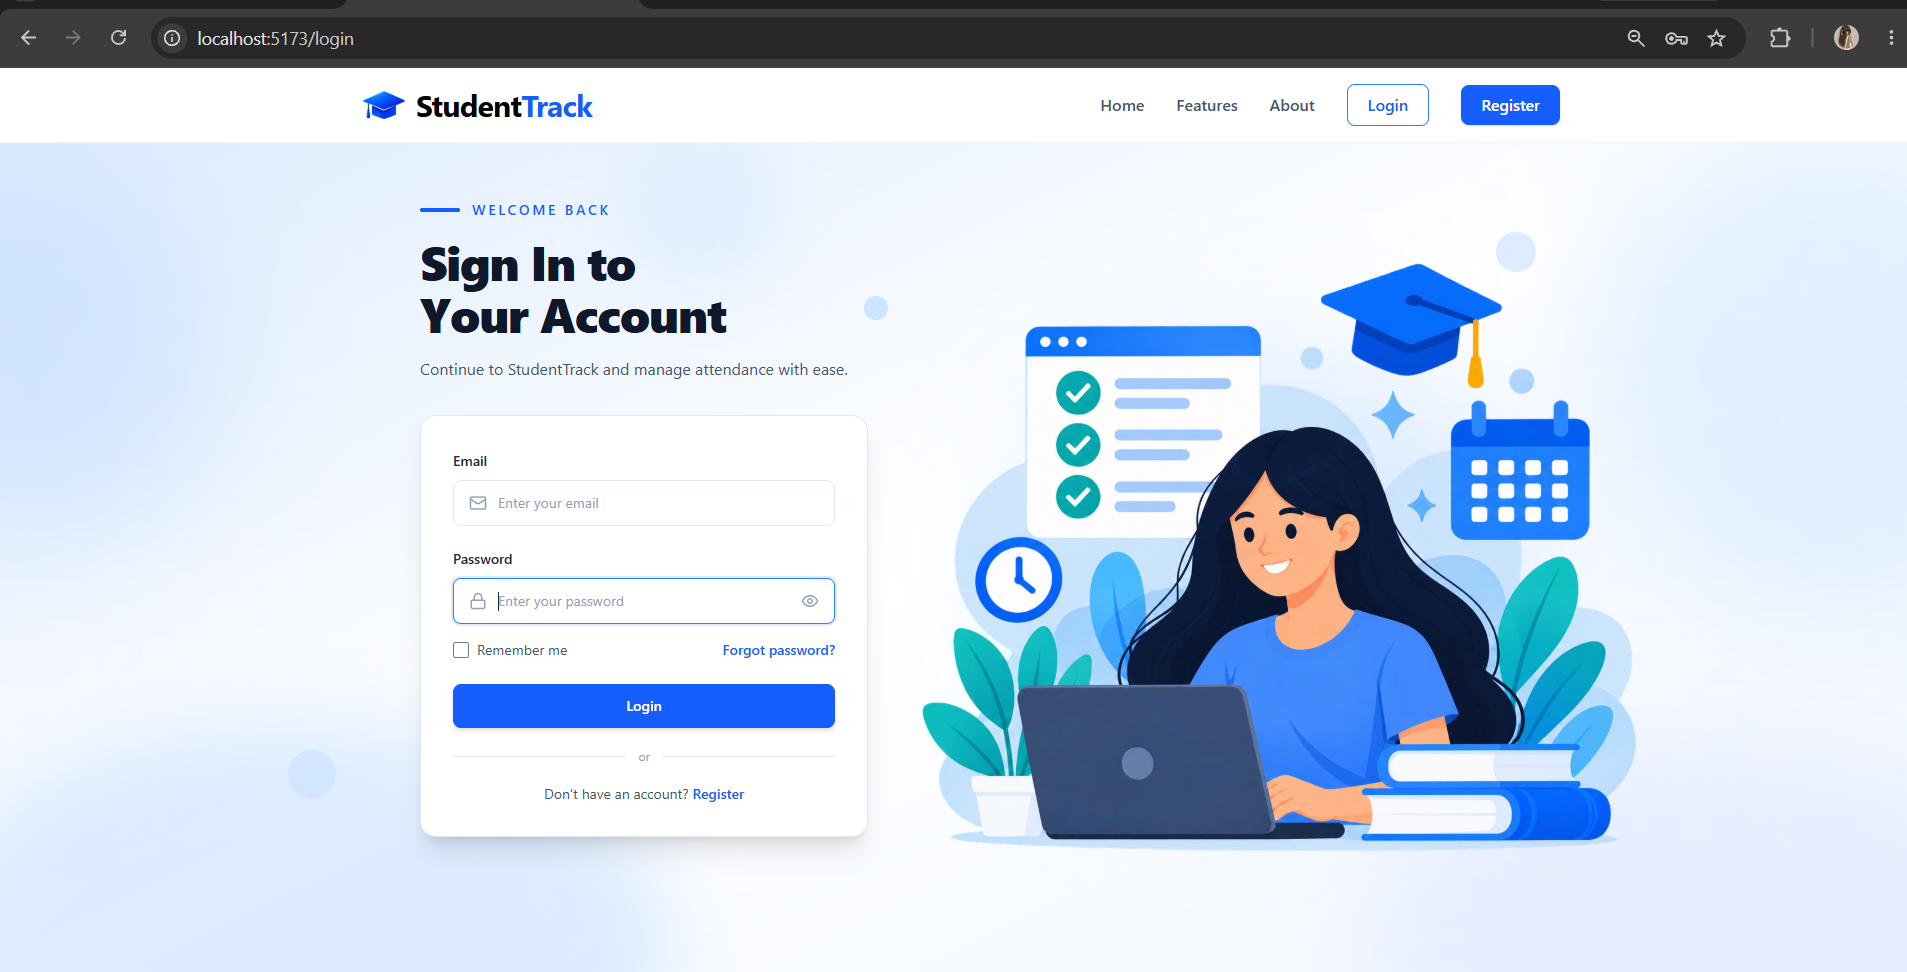 localhost:5173/login
StudentTrack
Home
Features
About
Login
Register
WELCOME BACK
Sign In to
Your Account
Continue to StudentTrack and manage attendance with ease.
Email
Enter your email
Password
Enter your password
Remember me
Forgot password?
Login
or
Don't have an account? Register